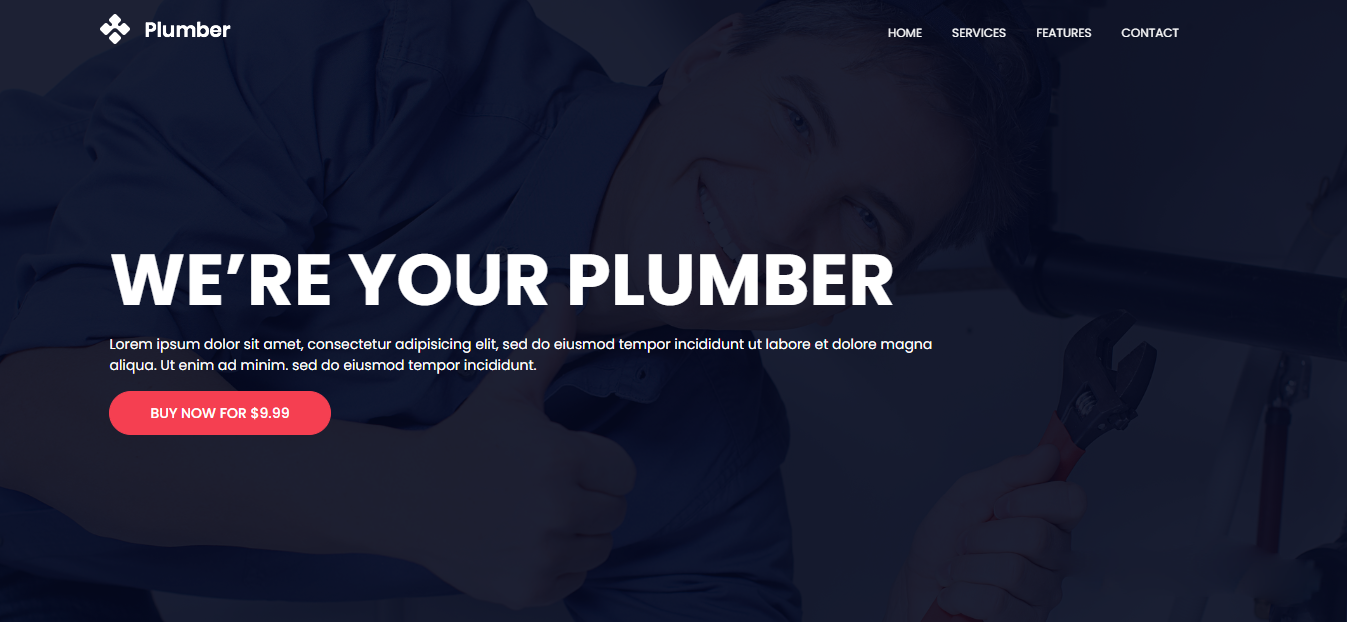 Plumber
HOME SERVICES FEATURES CONTACT
WE’RE YOUR PLUMBER
Lorem ipsum dolor sit amet, consectetur adipisicing elit, sed do eiusmod tempor incididunt ut labore et dolore magna
aliqua. Ut enim ad minim. sed do eiusmod tempor incididunt.
BUY NOW FOR $9.99